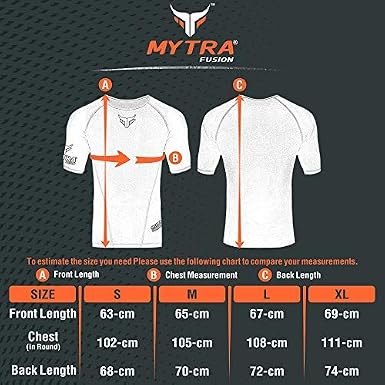 MYTRA®
FUSION
A
C
B
To estimate the size you need Please use the following chart to compare your measurements.
A Front Length B Chest Measurement C Back Length
SIZE S M L XL
Front Length 63-cm 65-cm 67-cm 69-cm
Chest 102-cm 105-cm 108-cm 111-cm
(in Round)
Back Length 68-cm 70-cm 72-cm 74-cm